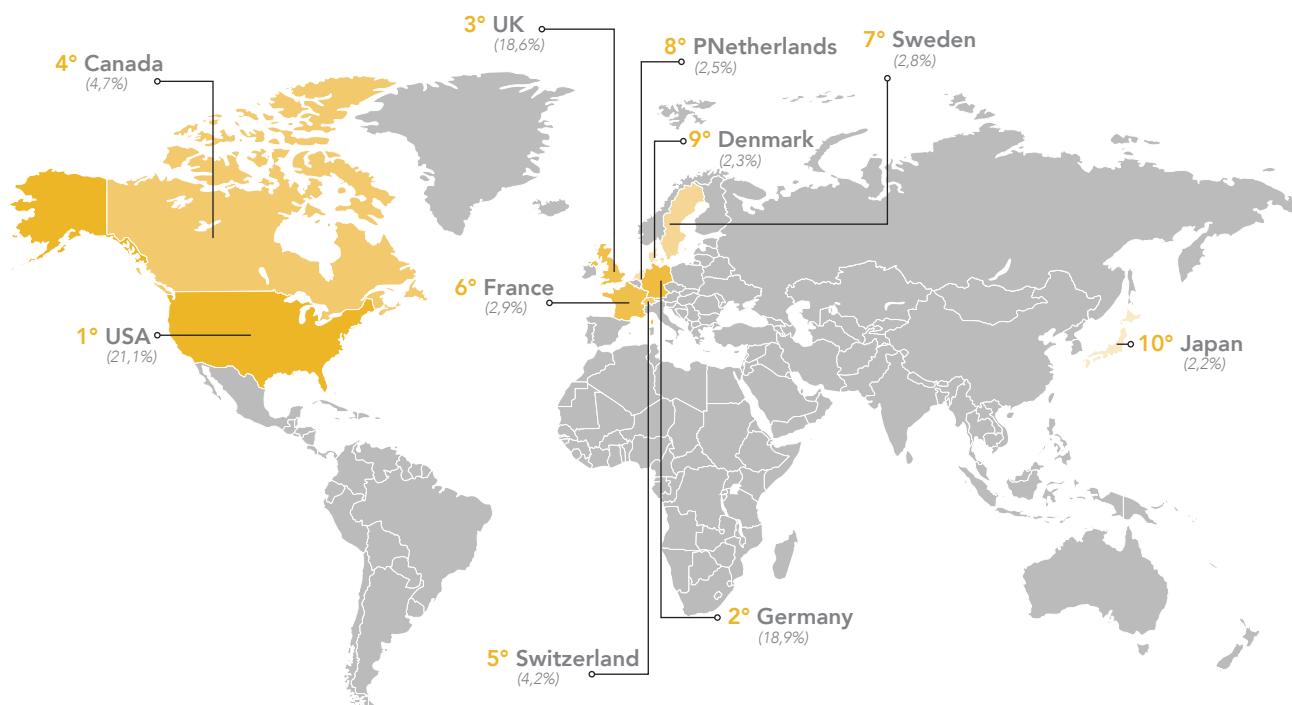 3° UK
(18,6%)
8° PNetherlands
(2,5%)
7° Sweden
(2,8%)
4° Canada
(4,7%)
9° Denmark
(2,3%)
6° France
(2,9%)
1° USA
(21,1%)
10° Japan
(2,2%)
2° Germany
(18,9%)
5° Switzerland
(4,2%)